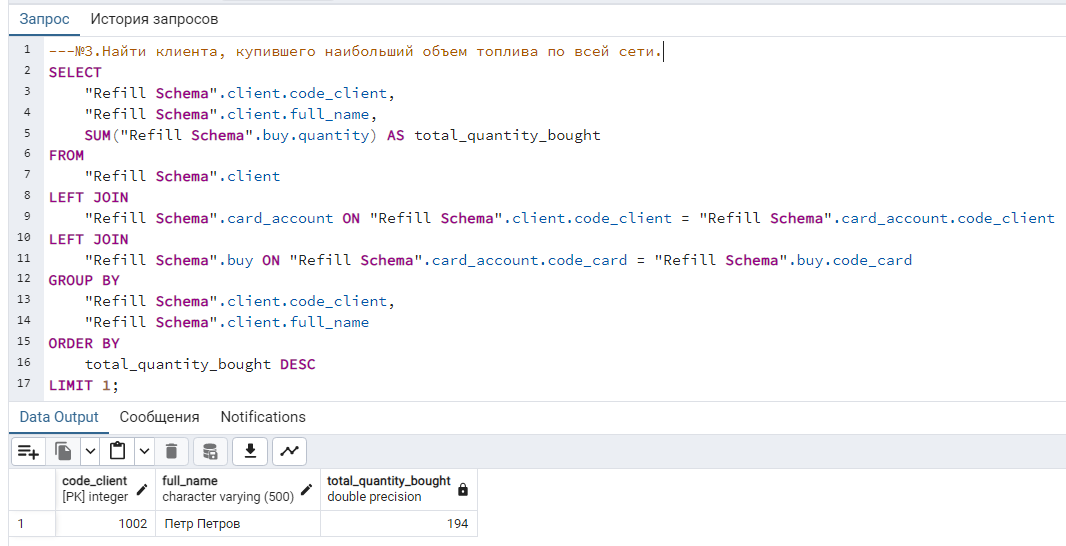 Запрос История запросов
1 ---№3.Найти клиента, купившего наибольший объем топлива по всей сети.
2 SELECT
3 "Refill Schema".client.code_client,
4 "Refill Schema".client.full_name,
5 SUM("Refill Schema".buy.quantity) AS total_quantity_bought
6 FROM
7 "Refill Schema".client
8 LEFT JOIN
9 "Refill Schema".card_account ON "Refill Schema".client.code_client = "Refill Schema".card_account.code_client
10 LEFT JOIN
11 "Refill Schema".buy ON "Refill Schema".card_account.code_card = "Refill Schema".buy.code_card
12 GROUP BY
13 "Refill Schema".client.code_client,
14 "Refill Schema".client.full_name
15 ORDER BY
16 total_quantity_bought DESC
17 LIMIT 1;
Data Output Сообщения Notifications
code_client full_name total_quantity_bought
[PK] integer character varying (500) double precision
1 1002 Петр Петров 194